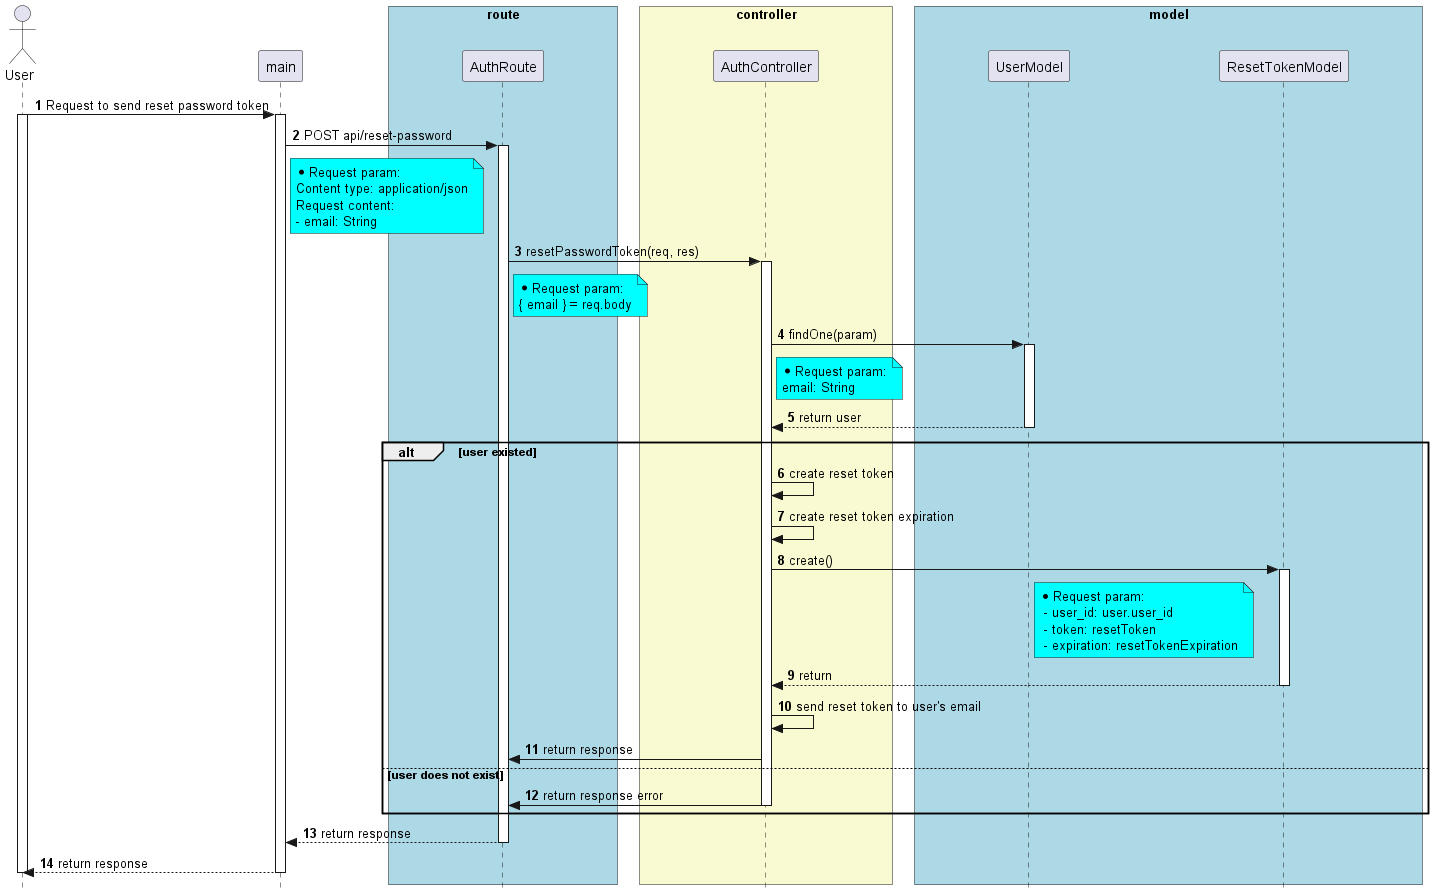 route
controller
model
User
main
AuthRoute
AuthController
UserModel
ResetTokenModel
1 Request to send reset password token
2 POST api/reset-password
• Request param:
Content type: application/json
Request content:
- email: String
3 resetPasswordToken(req, res)
• Request param:
{ email } = req.body
4 findOne(param)
• Request param:
email: String
5 return user
alt [user existed]
6 create reset token
7 create reset token expiration
8 create()
• Request param:
- user_id: user.user_id
- token: resetToken
- expiration: resetTokenExpiration
9 return
10 send reset token to user's email
11 return response
[user does not exist]
12 return response error
13 return response
14 return response